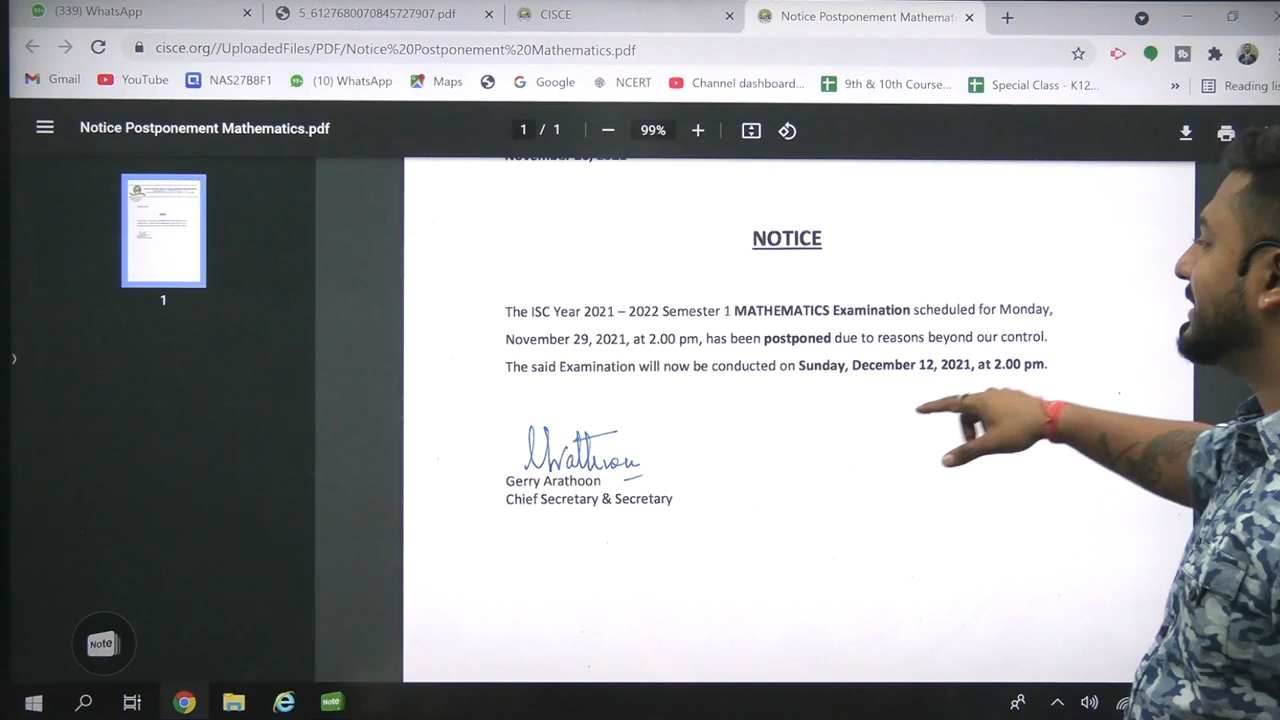 (339) WhatsApp
5_6127680070845727907.pdf
CISCE
Notice Postponement Mathemat
cisce.org//UploadedFiles/PDF/Notice%20Postponement%20Mathematics.pdf
Gmail
YouTube
NAS27B8F1
(10) WhatsApp
Maps
Google
NCERT
Channel dashboard...
9th & 10th Course...
Special Class - K12...
»
Reading lis
Notice Postponement Mathematics.pdf
1 / 1
99%
NOTICE
The ISC Year 2021 – 2022 Semester 1 MATHEMATICS Examination scheduled for Monday,
November 29, 2021, at 2.00 pm, has been postponed due to reasons beyond our control.
The said Examination will now be conducted on Sunday, December 12, 2021, at 2.00 pm.
Gerry Arathoon
Chief Secretary & Secretary
1
Note
Note